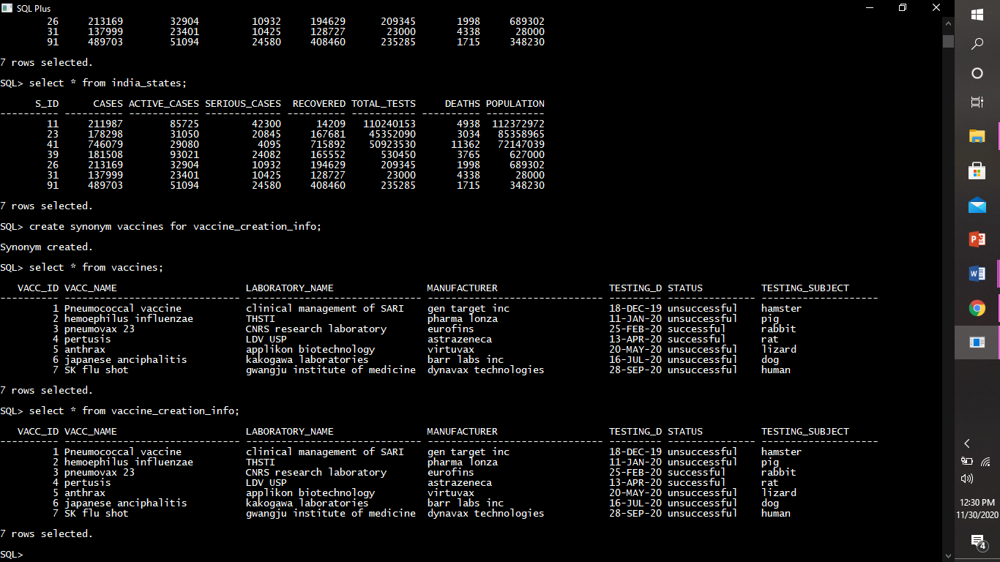 SQL Plus
26 213169 32904 10932 194629 209345 1998 689302
31 137999 23401 10425 128727 23000 4338 28000
91 489703 51094 24580 408460 235285 1715 348230
7 rows selected.
SQL> select * from india_states;
S_ID CASES ACTIVE_CASES SERIOUS_CASES RECOVERED TOTAL_TESTS DEATHS POPULATION
---------- ---------- ------------ ------------- ---------- ----------- ---------- ----------
11 211987 85725 42300 14209 110240153 4938 112372972
23 178298 31050 20845 167681 45352090 3034 85358965
41 746079 29080 4095 715892 50923530 11362 72147039
39 181508 93021 24082 165552 530450 3765 627000
26 213169 32904 10932 194629 209345 1998 689302
31 137999 23401 10425 128727 23000 4338 28000
91 489703 51094 24580 408460 235285 1715 348230
7 rows selected.
SQL> create synonym vaccines for vaccine_creation_info;
Synonym created.
SQL> select * from vaccines;
VACC_ID VACC_NAME LABORATORY_NAME MANUFACTURER TESTING_D STATUS TESTING_SUBJECT
---------- ------------------------------ ------------------------------ ------------------------------ --------- --------------- --------------------
1 Pneumococcal vaccine clinical management of SARI gen target inc 18-DEC-19 unsuccessful hamster
2 hemoephilus influenzae THSTI pharma lonza 11-JAN-20 unsuccessful pig
3 pneumovax 23 CNRS research laboratory eurofins 25-FEB-20 successful rabbit
4 pertusis LDV USP astrazeneca 13-APR-20 successful rat
5 anthrax applikon biotechnology virtuvax 20-MAY-20 unsuccessful lizard
6 japanese anciphalitis kakogawa laboratories barr labs inc 16-JUL-20 unsuccessful dog
7 SK flu shot gwangju institute of medicine dynavax technologies 28-SEP-20 unsuccessful human
7 rows selected.
SQL> select * from vaccine_creation_info;
VACC_ID VACC_NAME LABORATORY_NAME MANUFACTURER TESTING_D STATUS TESTING_SUBJECT
---------- ------------------------------ ------------------------------ ------------------------------ --------- --------------- --------------------
1 Pneumococcal vaccine clinical management of SARI gen target inc 18-DEC-19 unsuccessful hamster
2 hemoephilus influenzae THSTI pharma lonza 11-JAN-20 unsuccessful pig
3 pneumovax 23 CNRS research laboratory eurofins 25-FEB-20 successful rabbit
4 pertusis LDV USP astrazeneca 13-APR-20 successful rat
5 anthrax applikon biotechnology virtuvax 20-MAY-20 unsuccessful lizard
6 japanese anciphalitis kakogawa laboratories barr labs inc 16-JUL-20 unsuccessful dog
7 SK flu shot gwangju institute of medicine dynavax technologies 28-SEP-20 unsuccessful human
7 rows selected.
SQL>
12:30 PM
11/30/2020
4